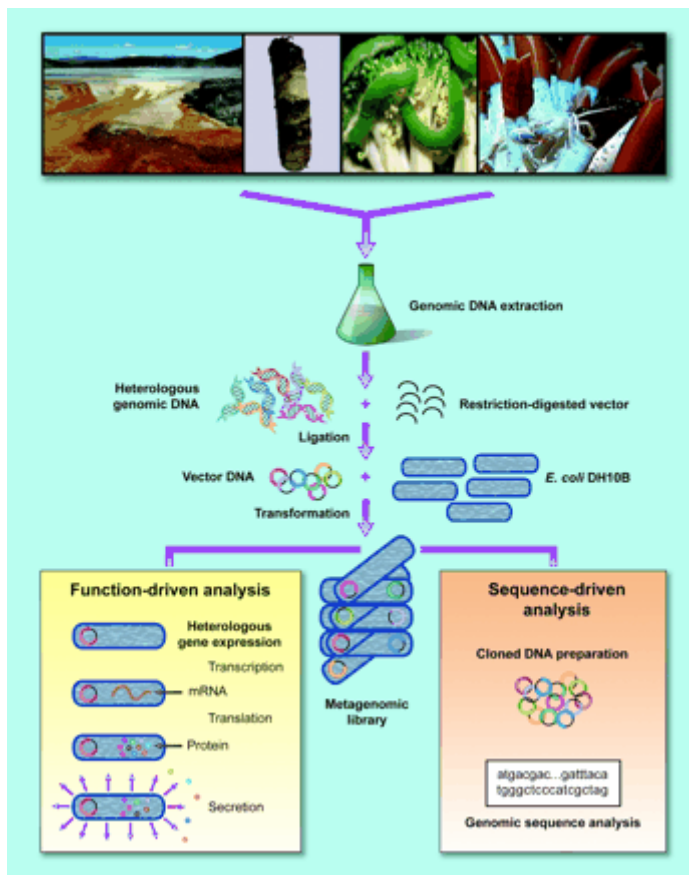 Genomic DNA extraction
Heterologous
genomic DNA
Restriction-digested vector
Ligation
Vector DNA
E. coli DH10B
Transformation
Function-driven analysis
Heterologous
gene expression
Transcription
mRNA
Translation
Protein
Secretion
Metagenomic
library
Sequence-driven
analysis
Cloned DNA preparation
atgacgac...gatttaca
tgggctcccatcgctag
Genomic sequence analysis